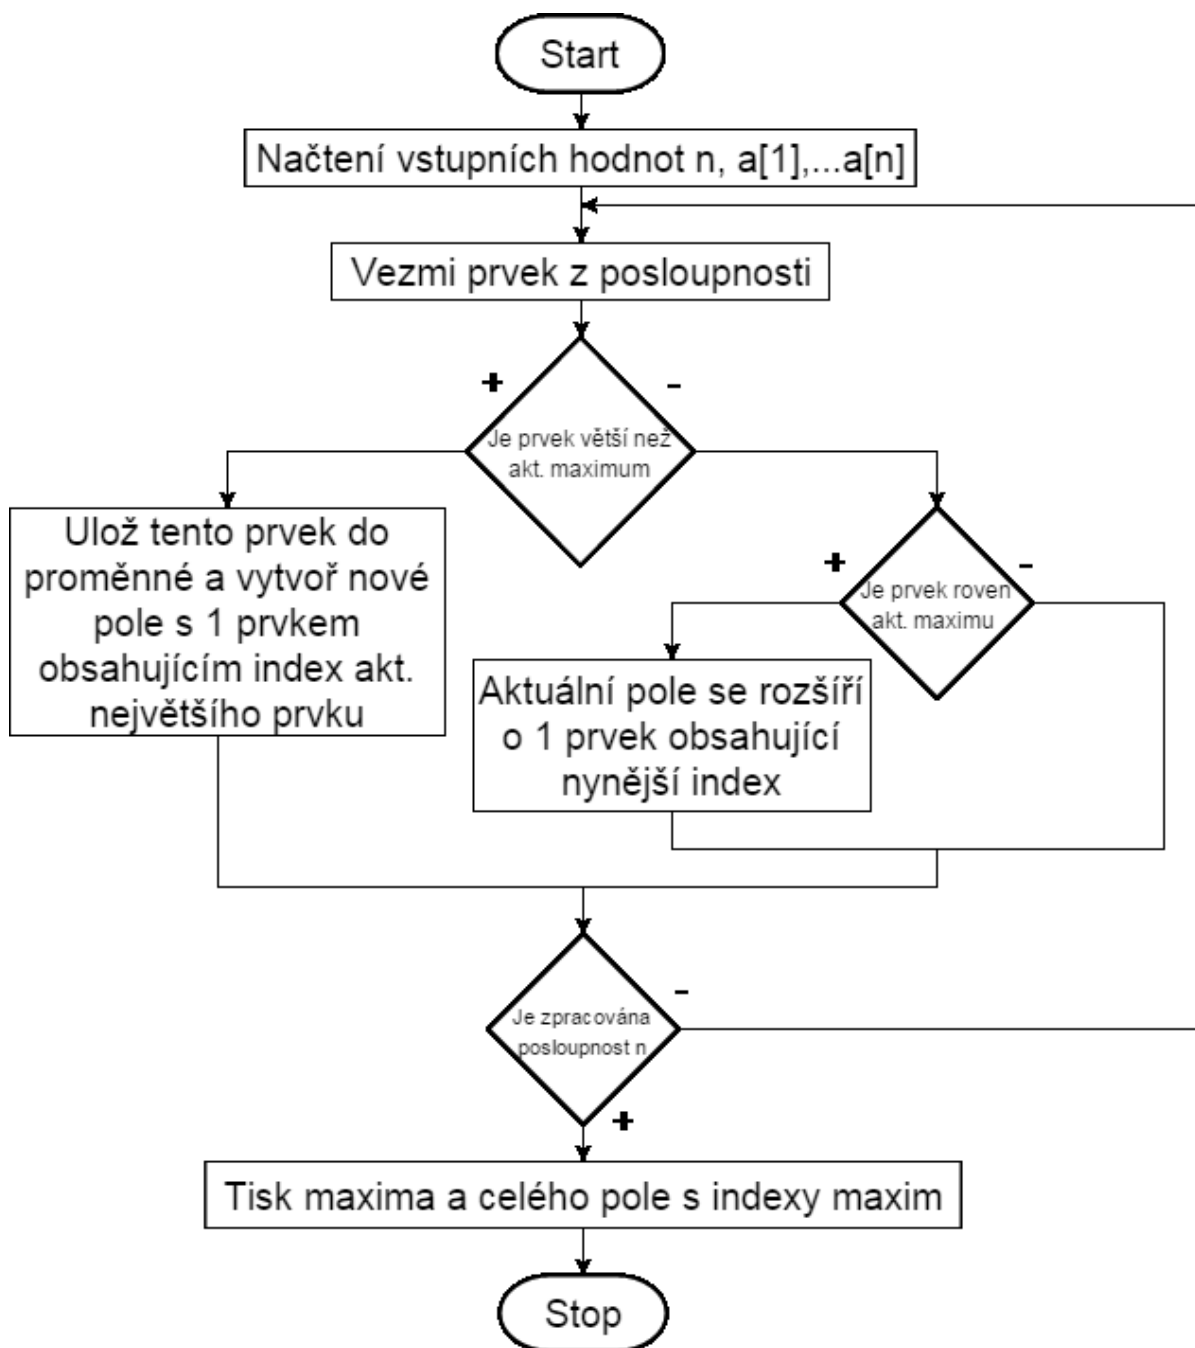 Start
Načtení vstupních hodnot n, a[1],...a[n]
Vezmi prvek z posloupnosti
+
-
Je prvek větší než
akt. maximum
Ulož tento prvek do
proměnné a vytvoř nové
pole s 1 prvkem
obsahujícím index akt.
největšího prvku
+
-
Je prvek roven
akt. maximu
Aktuální pole se rozšíří
o 1 prvek obsahující
nynější index
-
Je zpracována
posloupnost n
+
Tisk maxima a celého pole s indexy maxim
Stop